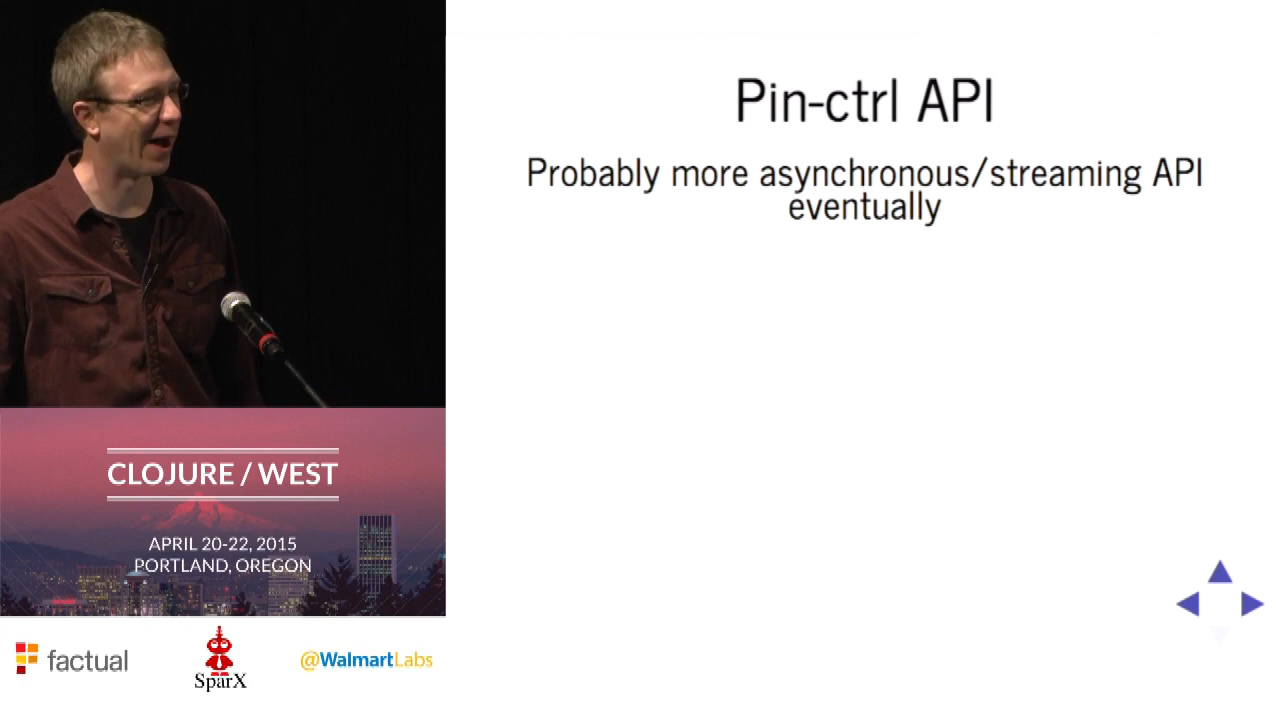 Pin-ctrl API
Probably more asynchronous/streaming API
eventually
CLOJURE / WEST
APRIL 20-22, 2015
PORTLAND, OREGON
factual
SparX
@WalmartLabs